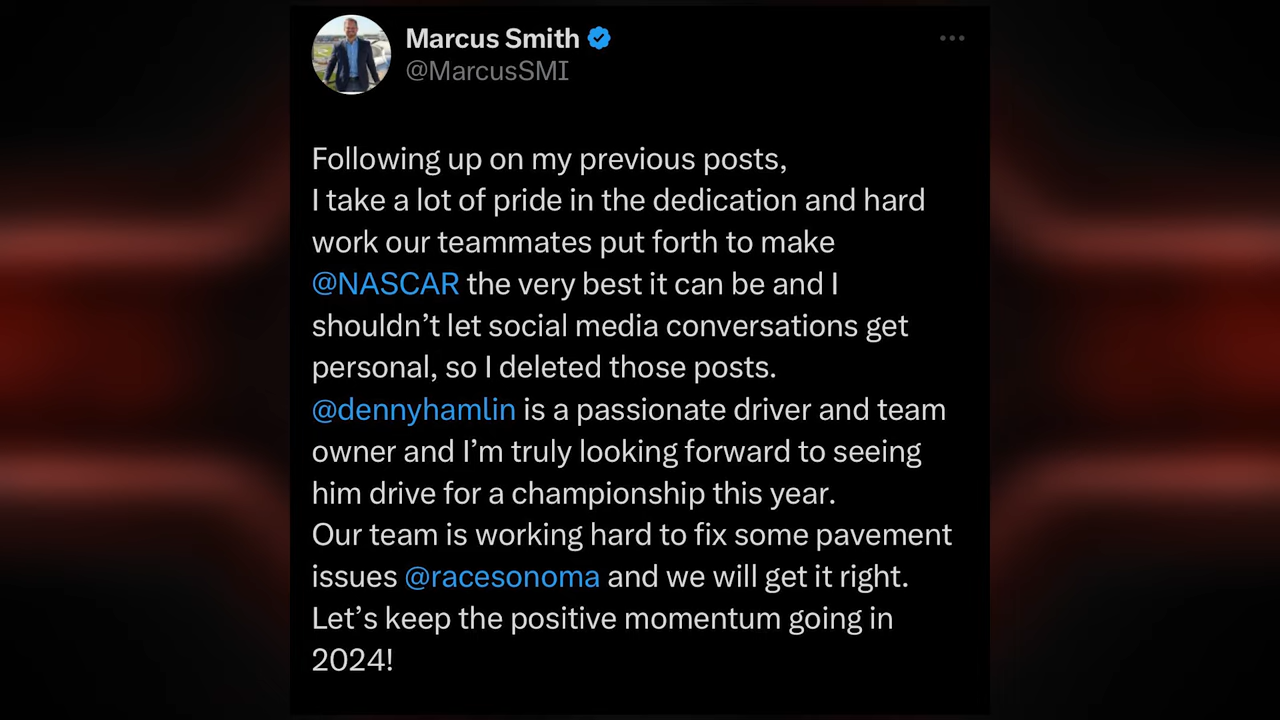 Marcus Smith
@MarcusSMI
Following up on my previous posts,
I take a lot of pride in the dedication and hard
work our teammates put forth to make
@NASCAR the very best it can be and I
shouldn’t let social media conversations get
personal, so I deleted those posts.
@dennyhamlin is a passionate driver and team
owner and I’m truly looking forward to seeing
him drive for a championship this year.
Our team is working hard to fix some pavement
issues @racesonoma and we will get it right.
Let’s keep the positive momentum going in
2024!